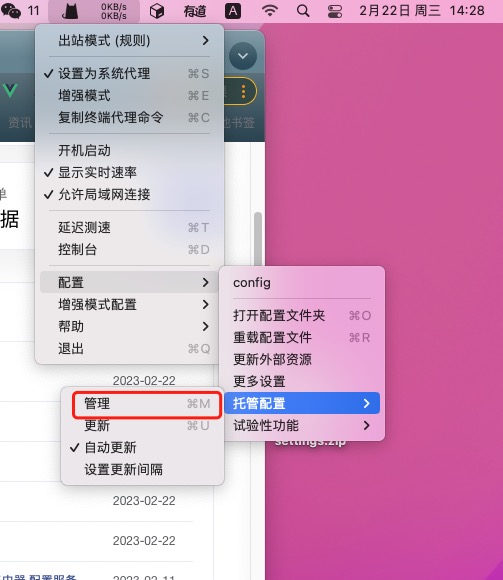 11
0KB/s
0KB/s
有道
A
2月22日 周三 14:28
出站模式 (规则)
设置为系统代理 ⌘S
增强模式 ⌘E
复制终端代理命令 ⌘C
资讯
他书签
开机启动
显示实时速率
允许局域网连接
单
据
延迟测速 ⌘T
控制台 ⌘D
配置
增强模式配置
帮助
退出 ⌘Q
config
打开配置文件夹 ⌘O
重载配置文件 ⌘R
更新外部资源
更多设置
托管配置
试验性功能
settings.zip
2023-02-22
管理 ⌘M
更新 ⌘U
自动更新
设置更新间隔
2023-02-22
2023-02-22
由器 配置服务
2023-02-11